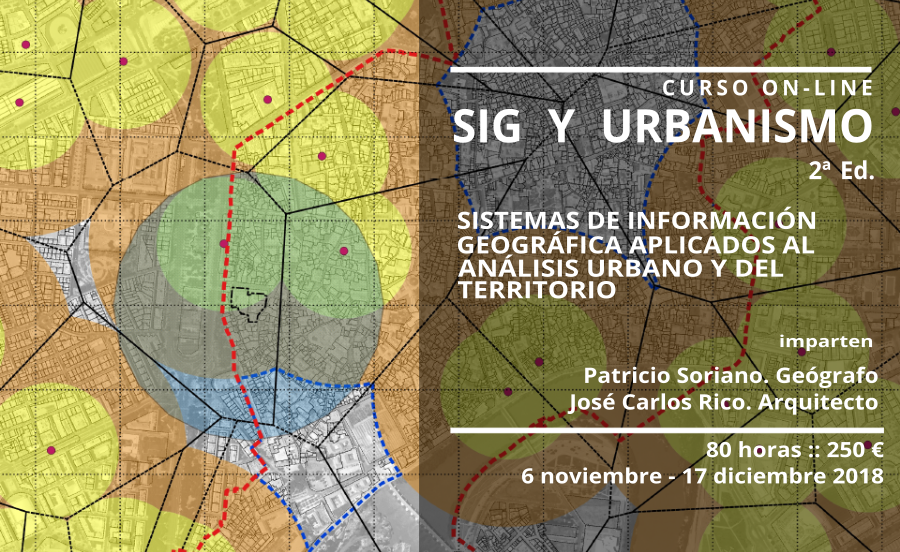 CURSO ON-LINE
SIG Y URBANISMO
2ª Ed.
SISTEMAS DE INFORMACIÓN
GEOGRÁFICA APLICADOS AL
ANÁLISIS URBANO Y DEL
TERRITORIO
imparten
Patricio Soriano. Geógrafo
José Carlos Rico. Arquitecto
80 horas :: 250 €
6 noviembre - 17 diciembre 2018